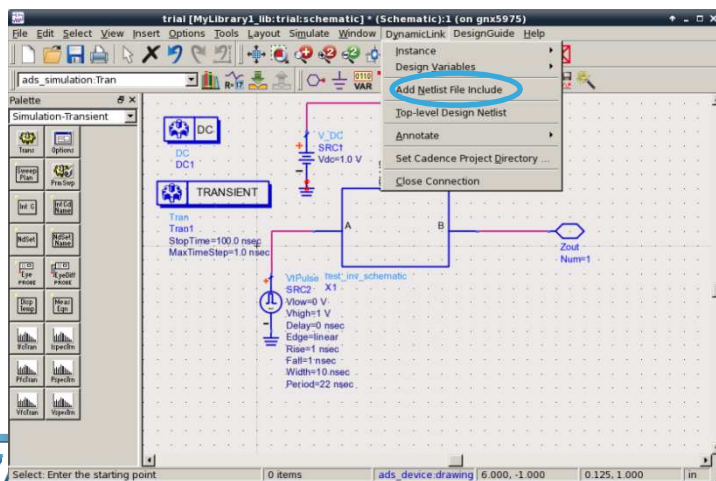 trial [MyLibrary1_lib:trial:schematic] * (Schematic):1 (on gnx5975)
File Edit Select View Insert Options Tools Layout Simulate Window DynamicLink DesignGuide Help
Instance
Design Variables
Add Netlist File Include
Top-level Design Netlist
Annotate
Set Cadence Project Directory ...
Close Connection
ads_simulation:Tran
VAR
Palette
Simulation-Transient
Trans Options
Sweep Plan Prm Swp
NdSet NdSet Name
Eye PROBE EyeDiff PROBE
Disp Temp Meas Eqn
VtTran
PfcTran
DC
DC
DC1
TRANSIENT
Tran
Tran1
StopTime=100.0 nsec
MaxTimeStep=1.0 nsec
V_DC
SRC1
Vdc=1.0 V
A
B
Zout
Num=1
test_inv_schematic
X1
VtPulse
SRC2
Vlow=0 V
Vhigh=1 V
Delay=0 nsec
Edge=linear
Rise=1 nsec
Fall=1 nsec
Width=10 nsec
Period=22 nsec
Select: Enter the starting point
0 items
ads_device:drawing
6.000, -1.000
0.125, 1.000
in